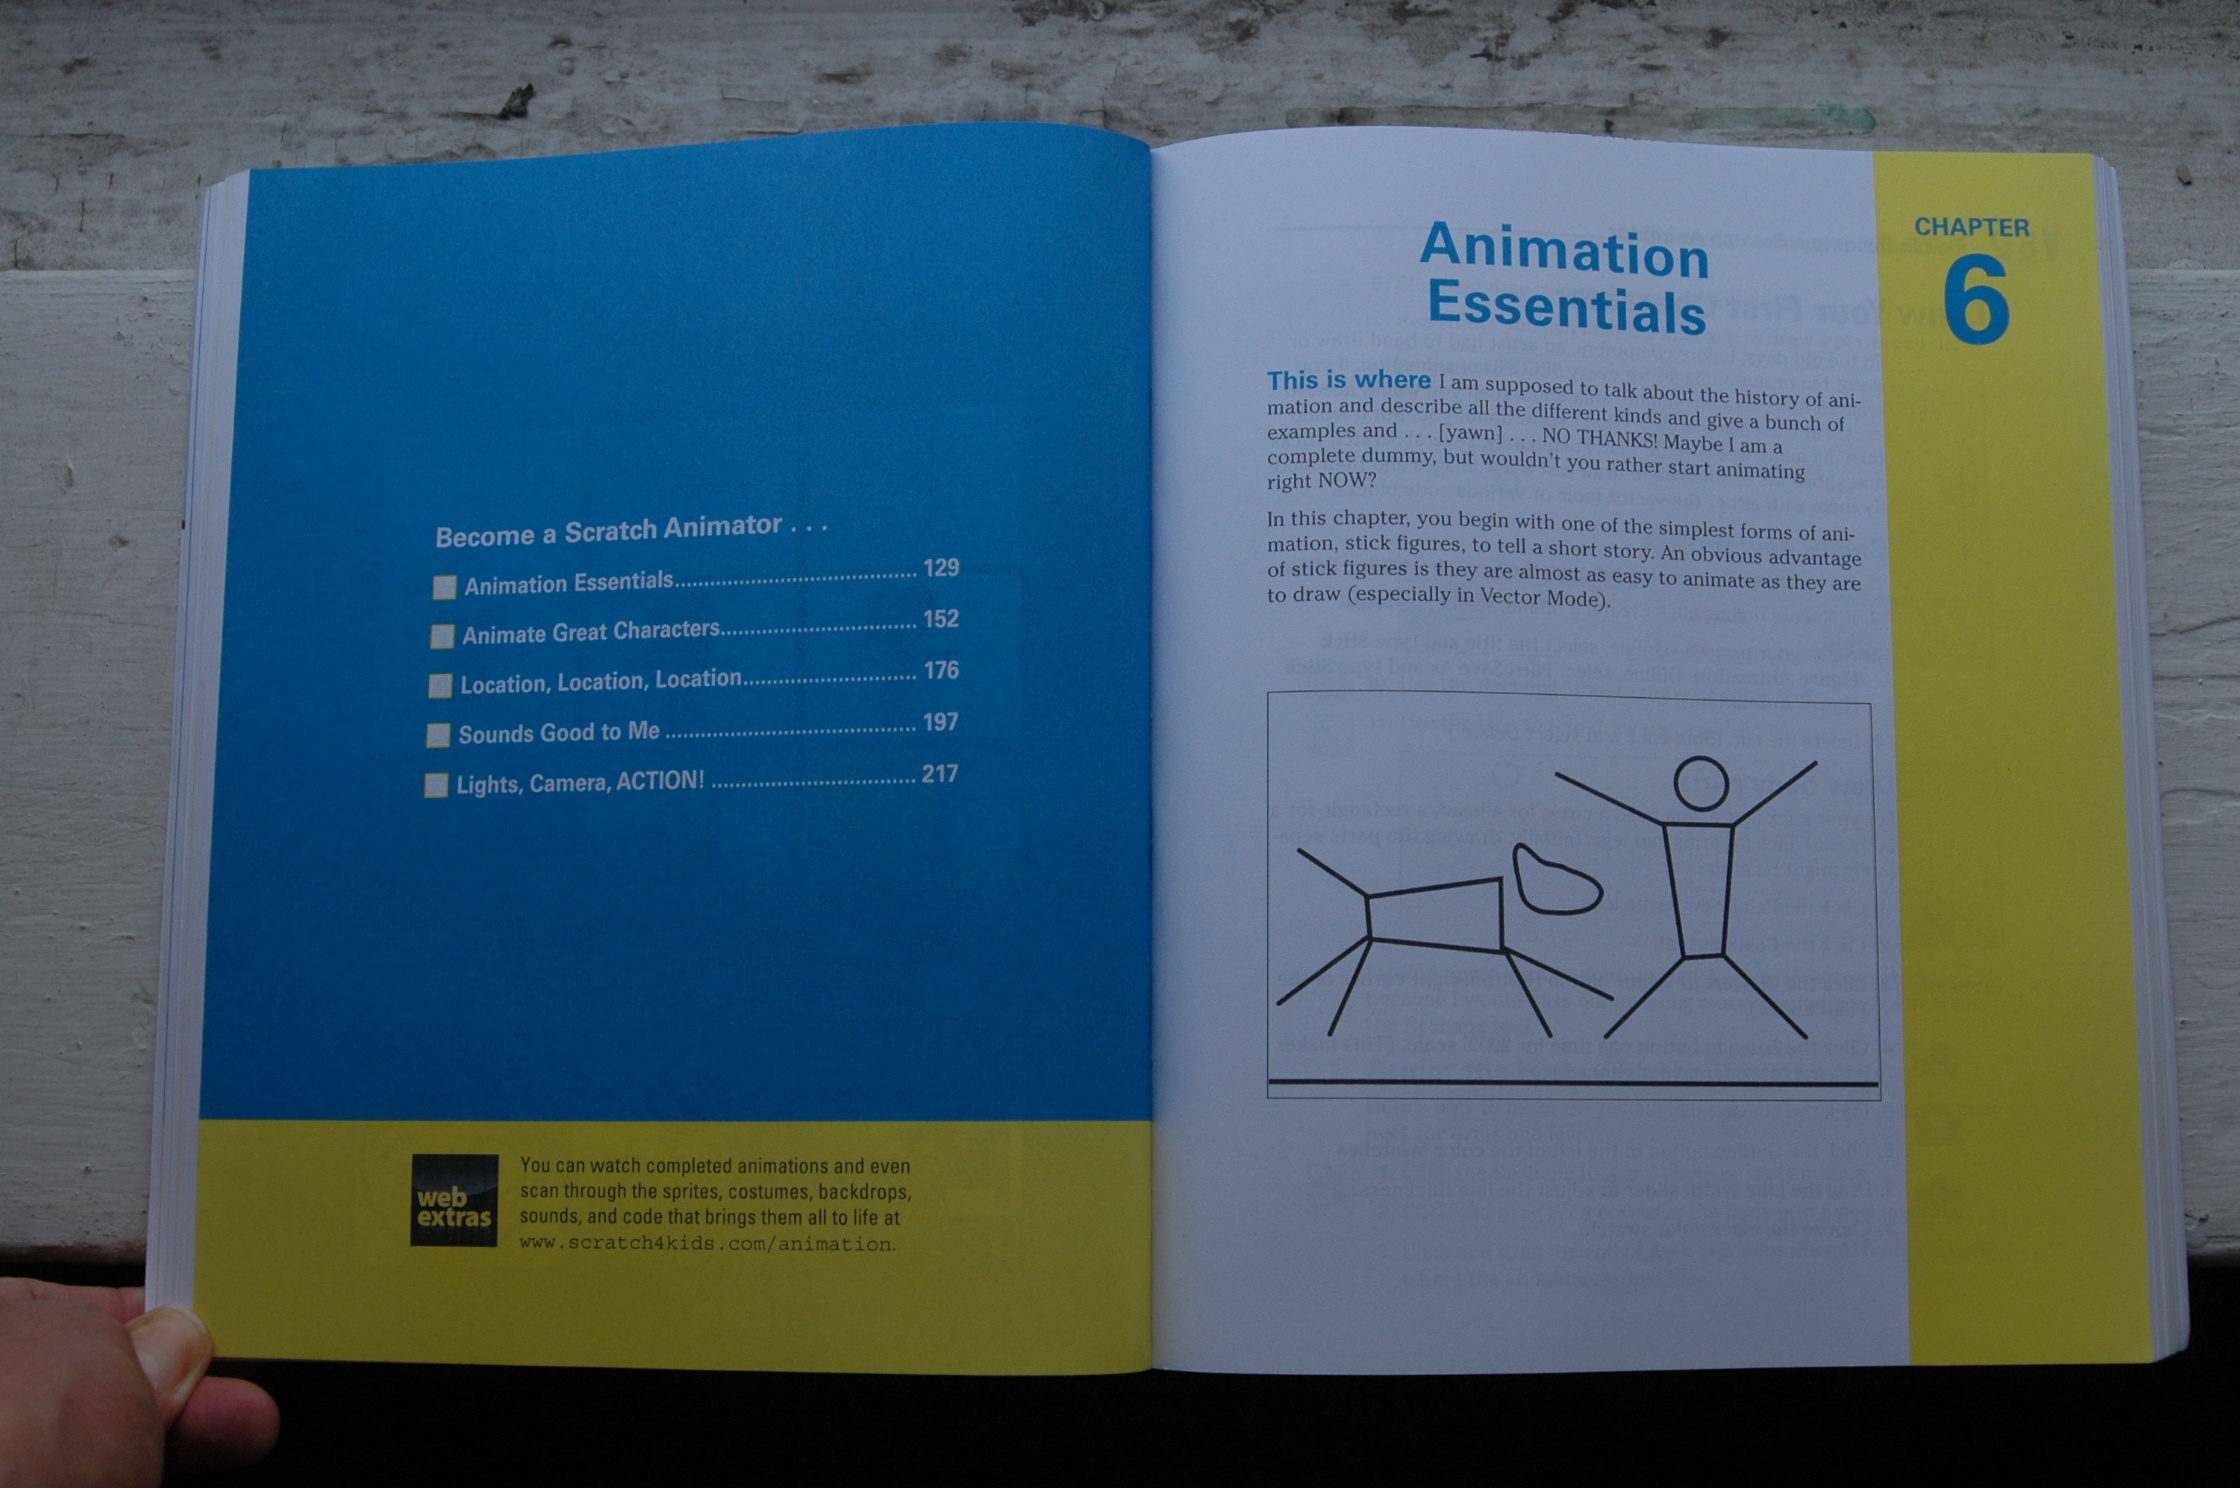 Become a Scratch Animator . . .
Animation Essentials.......................................... 129
Animate Great Characters................................. 152
Location, Location, Location............................. 176
Sounds Good to Me .......................................... 197
Lights, Camera, ACTION! .................................. 217
web
extras
You can watch completed animations and even
scan through the sprites, costumes, backdrops,
sounds, and code that brings them all to life at
www.scratch4kids.com/animation.
CHAPTER
6
Animation
Essentials
This is where I am supposed to talk about the history of ani-
mation and describe all the different kinds and give a bunch of
examples and . . . [yawn] . . . NO THANKS! Maybe I am a
complete dummy, but wouldn't you rather start animating
right NOW?
In this chapter, you begin with one of the simplest forms of ani-
mation, stick figures, to tell a short story. An obvious advantage
of stick figures is they are almost as easy to animate as they are
to draw (especially in Vector Mode).